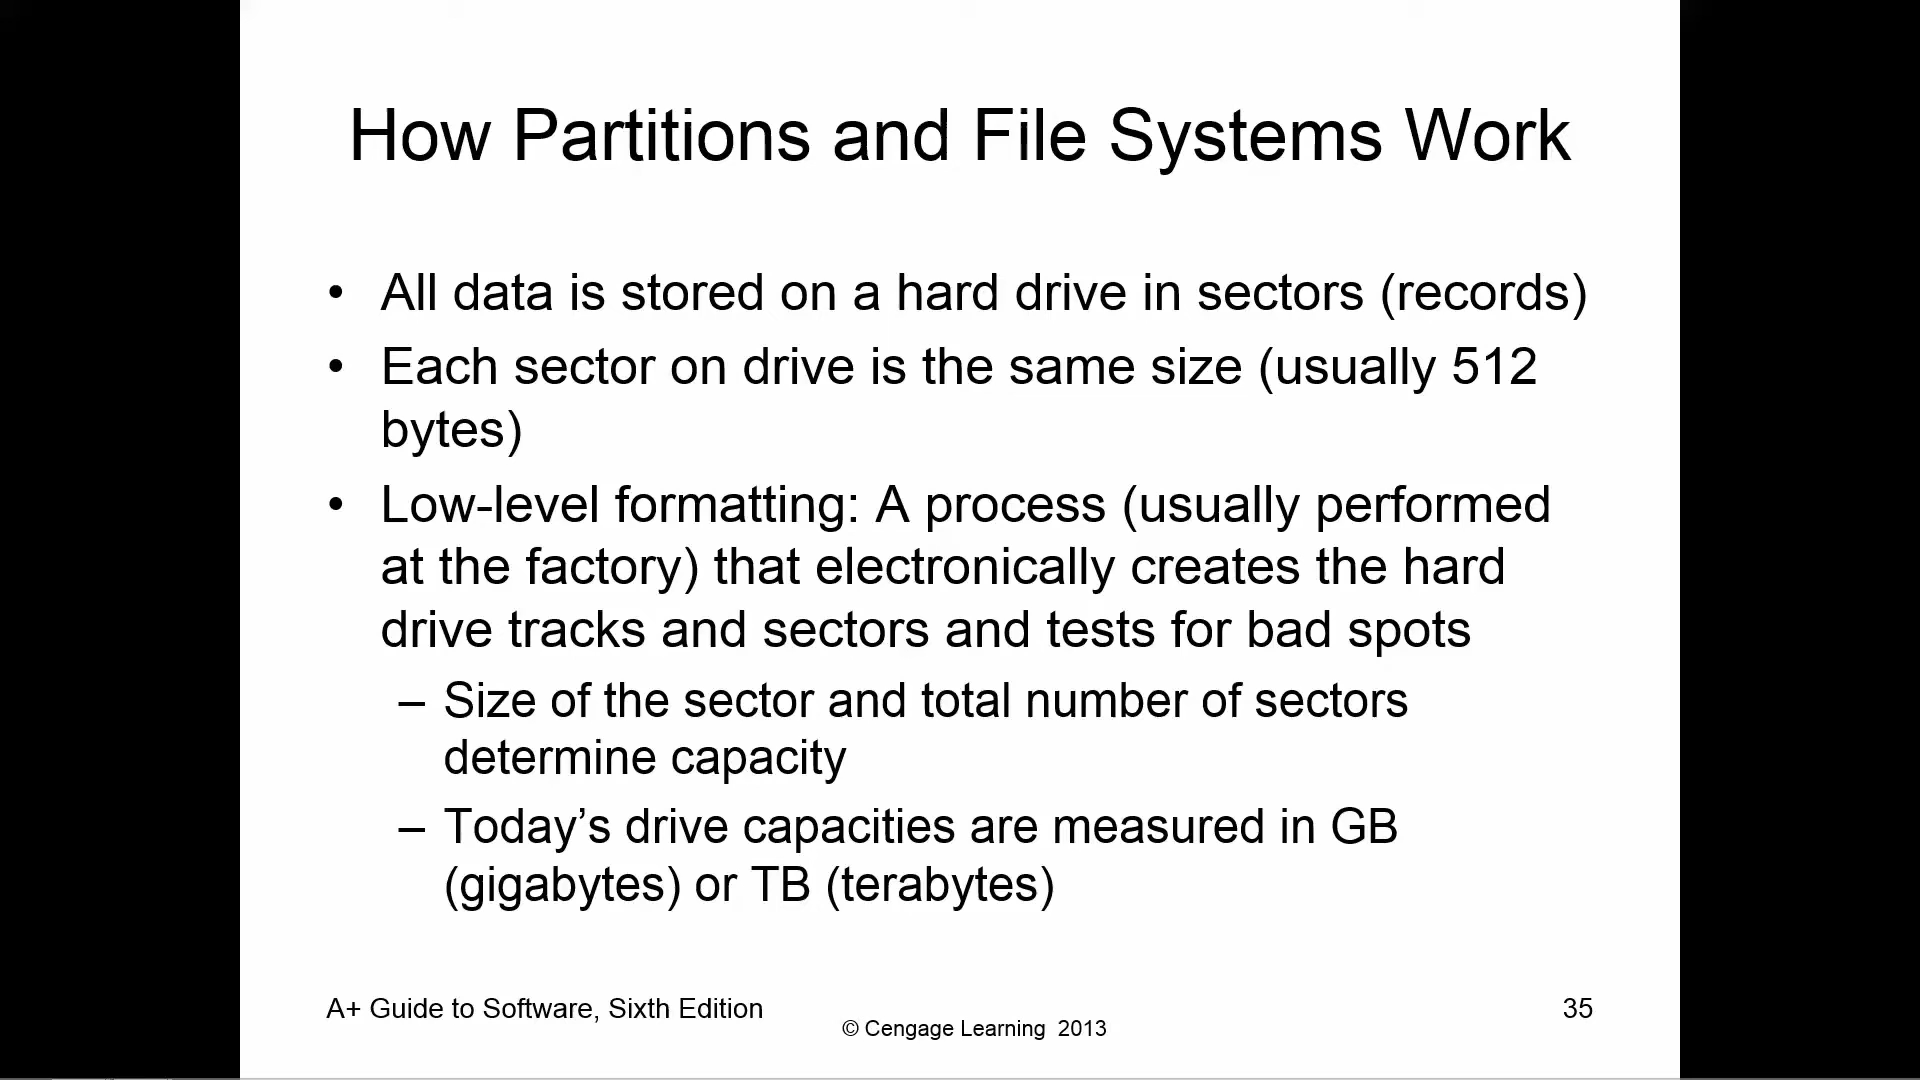 How Partitions and File Systems Work
• All data is stored on a hard drive in sectors (records)
• Each sector on drive is the same size (usually 512
bytes)
• Low-level formatting: A process (usually performed
at the factory) that electronically creates the hard
drive tracks and sectors and tests for bad spots
– Size of the sector and total number of sectors
determine capacity
– Today’s drive capacities are measured in GB
(gigabytes) or TB (terabytes)
A+ Guide to Software, Sixth Edition
© Cengage Learning 2013
35